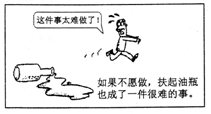 这件事太难做了！
如果不愿做，扶起油瓶
也成了一件很难的事。